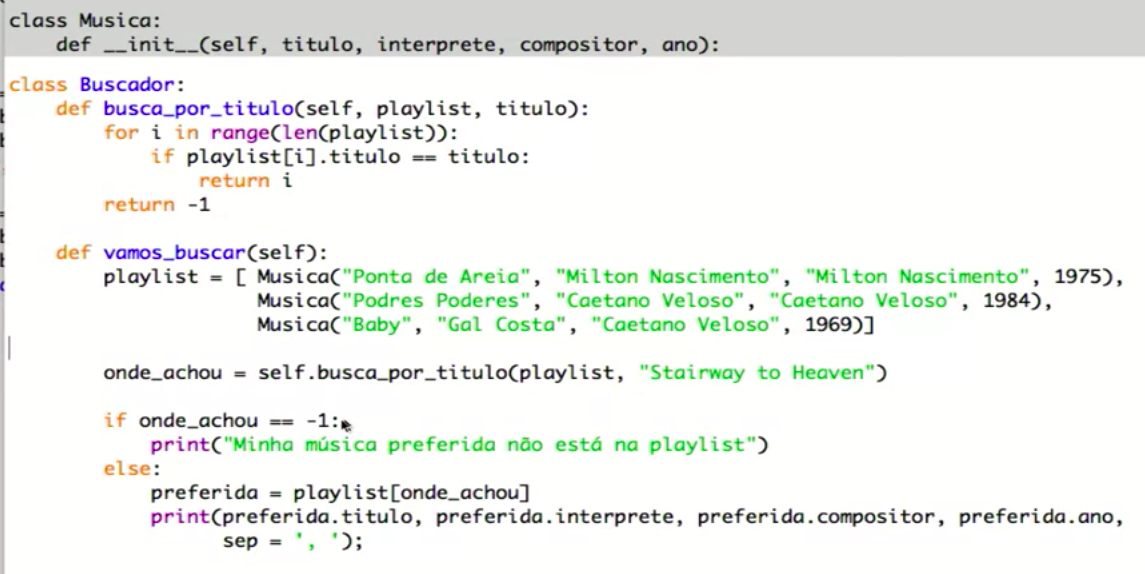 class Musica:
    def __init__(self, titulo, interprete, compositor, ano):
class Buscador:
    def busca_por_titulo(self, playlist, titulo):
        for i in range(len(playlist)):
            if playlist[i].titulo == titulo:
                return i
        return -1
    def vamos_buscar(self):
        playlist = [ Musica("Ponta de Areia", "Milton Nascimento", "Milton Nascimento", 1975),
                     Musica("Podres Poderes", "Caetano Veloso", "Caetano Veloso", 1984),
                     Musica("Baby", "Gal Costa", "Caetano Veloso", 1969)]
        onde_achou = self.busca_por_titulo(playlist, "Stairway to Heaven")
        if onde_achou == -1:
            print("Minha música preferida não está na playlist")
        else:
            preferida = playlist[onde_achou]
            print(preferida.titulo, preferida.interprete, preferida.compositor, preferida.ano,
                  sep = ', ');